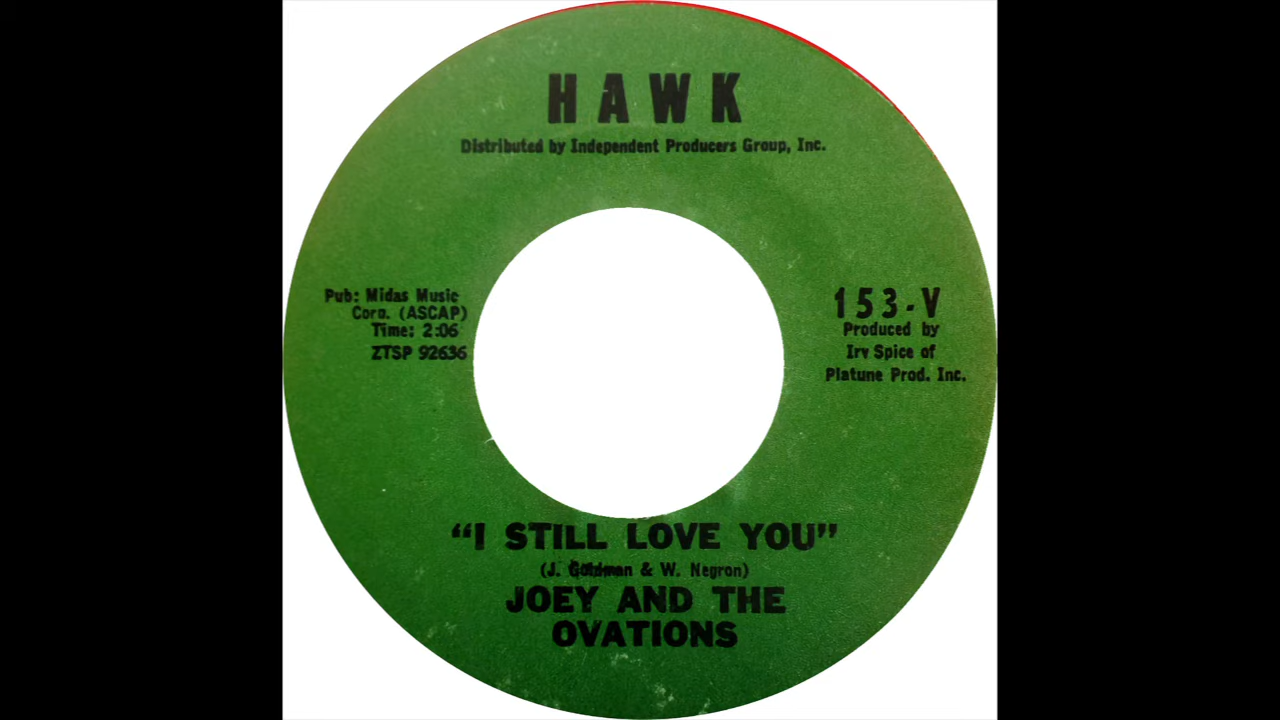 HAWK
Distributed by Independent Producers Group, Inc.
Pub: Midas Music
Corp. (ASCAP)
Time: 2:06
ZTSP 92636
153-V
Produced by
Irv Spice of
Platune Prod. Inc.
"I STILL LOVE YOU"
(J. Goldman & W. Negron)
JOEY AND THE
OVATIONS